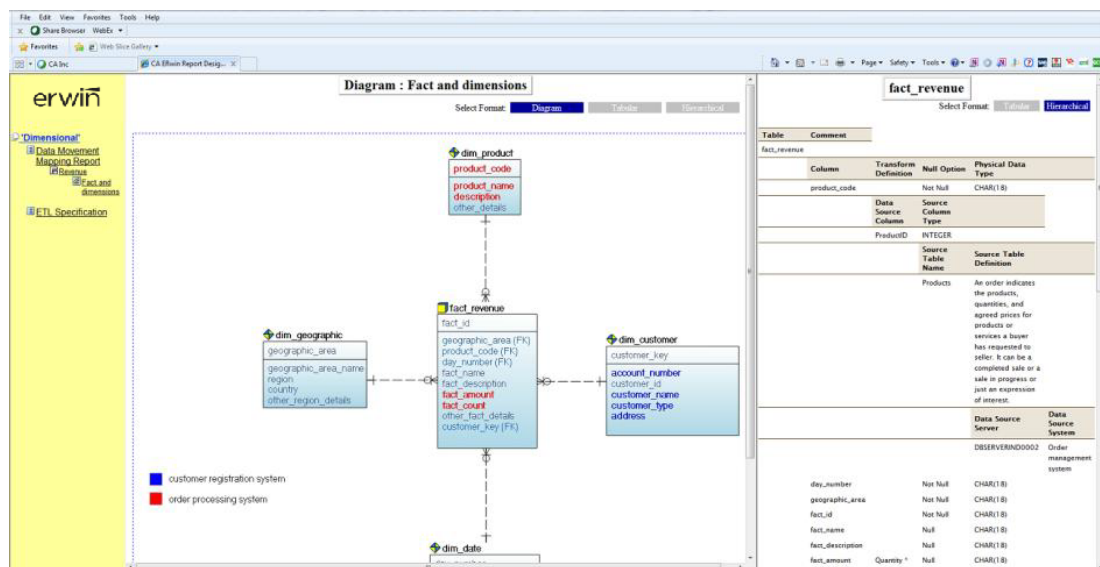 File Edit View Favorites Tools Help
x Share Browser WebEx
Favorites Web Slice Gallery
CA Inc CA ERwin Report Desig... x
Page Safety Tools
erwin
'Dimensional'
Data Movement
Mapping Report
Revenue
Fact and
dimensions
ETL Specification
Diagram : Fact and dimensions
Select Format: Diagram Tabular Hierarchical
dim_product
product_code
product_name
description
other_details
fact_revenue
fact_id
geographic_area (FK)
product_code (FK)
day_number (FK)
fact_name
fact_description
fact_amount
fact_count
other_fact_details
customer_key (FK)
dim_geographic
geographic_area
geographic_area_name
region
country
other_region_details
dim_customer
customer_key
account_number
customer_id
customer_name
customer_type
address
customer registration system
order processing system
dim_date
fact_revenue
Select Format: Tabular Hierarchical
Table Comment
fact_revenue
Column Transform Definition Null Option Physical Data Type
product_code Not Null CHAR(18)
Data Source Column Source Column Type
ProductID INTEGER
Source Table Name Source Table Definition
Products An order indicates
the products,
quantities, and
agreed prices for
products or
services a buyer
has requested to
seller. It can be a
completed sale or a
sale in progress or
just an expression
of interest.
Data Source Server Data Source System
DBSERVERIND0002 Order management system
day_number Not Null CHAR(18)
geographic_area Not Null CHAR(18)
fact_id Not Null CHAR(18)
fact_name Null CHAR(18)
fact_description Null CHAR(18)
fact_amount Quantity * Null CHAR(18)